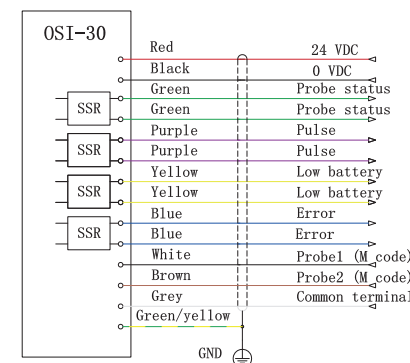 OSI-30
Red 24 VDC
Black 0 VDC
Green Probe status
SSR
Green Probe status
Purple Pulse
SSR
Purple Pulse
Yellow Low battery
SSR
Yellow Low battery
Blue Error
SSR
Blue Error
White Probe1 (M code)
Brown Probe2 (M code)
Grey Common terminal
Green/yellow
GND